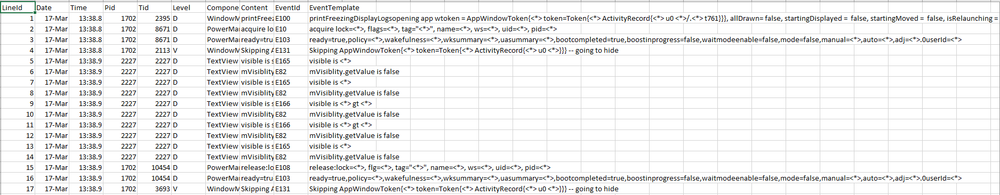 LineId Date Time Pid Tid Level Compone Content EventId EventTemplate
1 17-Mar 13:38.8 1702 2395 D WindowM printFreez E100 printFreezingDisplayLogsopening app wtoken = AppWindowToken{<*> token=Token{<*> ActivityRecord{<*> u0 <*>/.<*> t761}}}, allDrawn= false, startingDisplayed =  false, startingMoved =  false, isRelaunching =
2 17-Mar 13:38.8 1702 8671 D PowerMa acquire lo E10 acquire lock=<*>, flags=<*>, tag="<*>", name=<*>, ws=<*>, uid=<*>, pid=<*>
3 17-Mar 13:38.8 1702 8671 D PowerMa ready=tru E103 ready=true,policy=<*>,wakefulness=<*>,wksummary=<*>,uasummary=<*>,bootcompleted=true,boostinprogress=false,waitmodeenable=false,mode=false,manual=<*>,auto=<*>,adj=<*>.0userId=<*>
4 17-Mar 13:38.8 1702 2113 V WindowM Skipping A E131 Skipping AppWindowToken{<*> token=Token{<*> ActivityRecord{<*> u0 <*>}}} -- going to hide
5 17-Mar 13:38.9 2227 2227 D TextView visible is s E165 visible is <*>
6 17-Mar 13:38.9 2227 2227 D TextView mVisiblity E82 mVisiblity.getValue is false
7 17-Mar 13:38.9 2227 2227 D TextView visible is s E165 visible is <*>
8 17-Mar 13:38.9 2227 2227 D TextView mVisiblity E82 mVisiblity.getValue is false
9 17-Mar 13:38.9 2227 2227 D TextView visible is s E166 visible is <*> gt <*>
10 17-Mar 13:38.9 2227 2227 D TextView mVisiblity E82 mVisiblity.getValue is false
11 17-Mar 13:38.9 2227 2227 D TextView visible is s E166 visible is <*> gt <*>
12 17-Mar 13:38.9 2227 2227 D TextView mVisiblity E82 mVisiblity.getValue is false
13 17-Mar 13:38.9 2227 2227 D TextView visible is s E165 visible is <*>
14 17-Mar 13:38.9 2227 2227 D TextView mVisiblity E82 mVisiblity.getValue is false
15 17-Mar 13:38.9 1702 10454 D PowerMa release:lo E108 release:lock=<*>, flg=<*>, tag="<*>", name=<*>, ws=<*>, uid=<*>, pid=<*>
16 17-Mar 13:38.9 1702 10454 D PowerMa ready=tru E103 ready=true,policy=<*>,wakefulness=<*>,wksummary=<*>,uasummary=<*>,bootcompleted=true,boostinprogress=false,waitmodeenable=false,mode=false,manual=<*>,auto=<*>,adj=<*>.0userId=<*>
17 17-Mar 13:38.9 1702 3693 V WindowM Skipping A E131 Skipping AppWindowToken{<*> token=Token{<*> ActivityRecord{<*> u0 <*>}}} -- going to hide